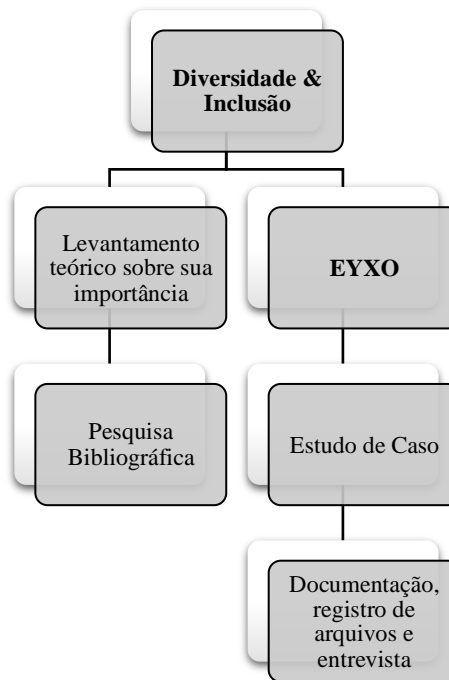 Diversidade &
Inclusão
Levantamento
teórico sobre sua
importância
EYXO
Pesquisa
Bibliográfica
Estudo de Caso
Documentação,
registro de
arquivos e
entrevista